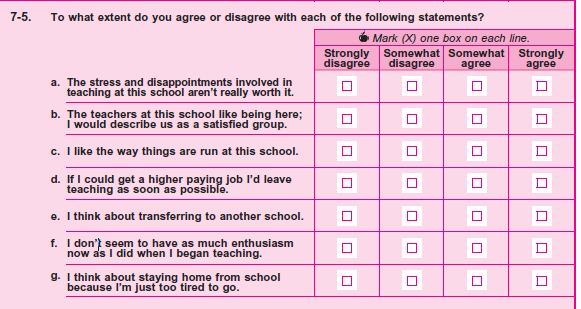 7-5. To what extent do you agree or disagree with each of the following statements?
Mark (X) one box on each line.
Strongly disagree Somewhat disagree Somewhat agree Strongly agree
a. The stress and disappointments involved in
teaching at this school aren't really worth it.
b. The teachers at this school like being here;
I would describe us as a satisfied group.
c. I like the way things are run at this school.
d. If I could get a higher paying job I'd leave
teaching as soon as possible.
e. I think about transferring to another school.
f. I don't seem to have as much enthusiasm
now as I did when I began teaching.
g. I think about staying home from school
because I'm just too tired to go.